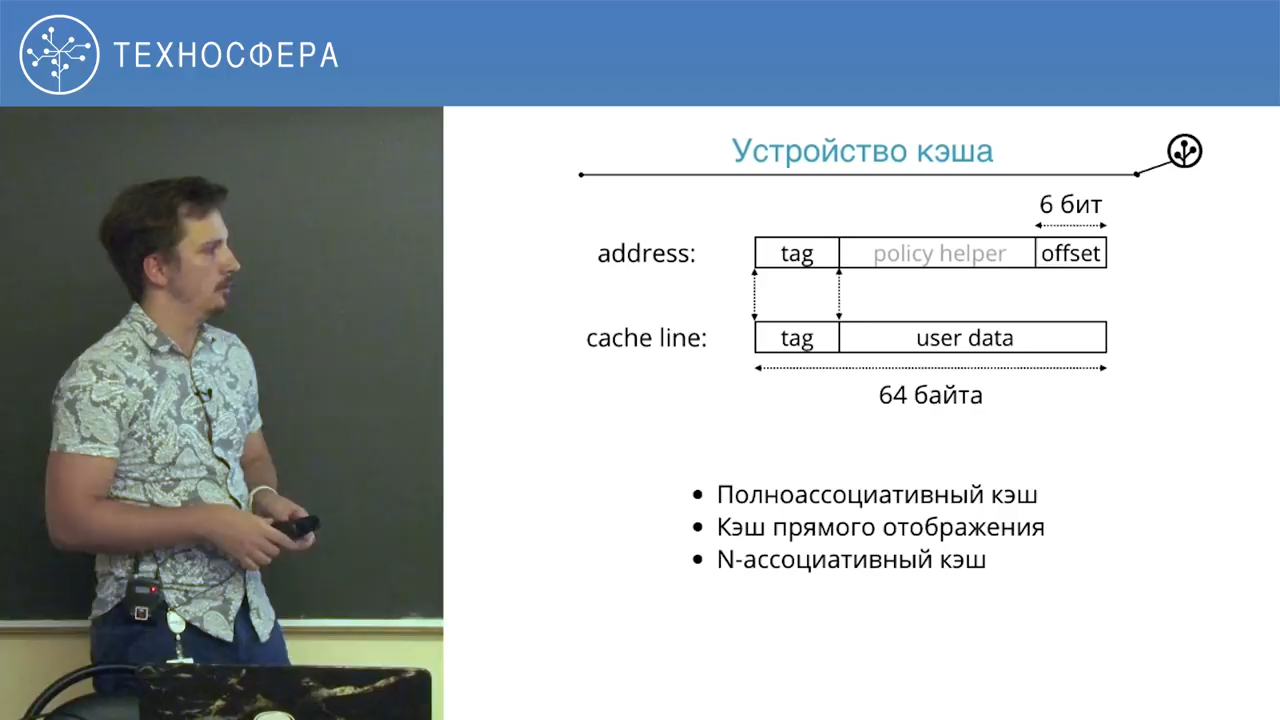 ТЕХНОСФЕРА
Устройство кэша
6 бит
address:
tag
policy helper
offset
cache line:
tag
user data
64 байта
• Полноассоциативный кэш
• Кэш прямого отображения
• N-ассоциативный кэш